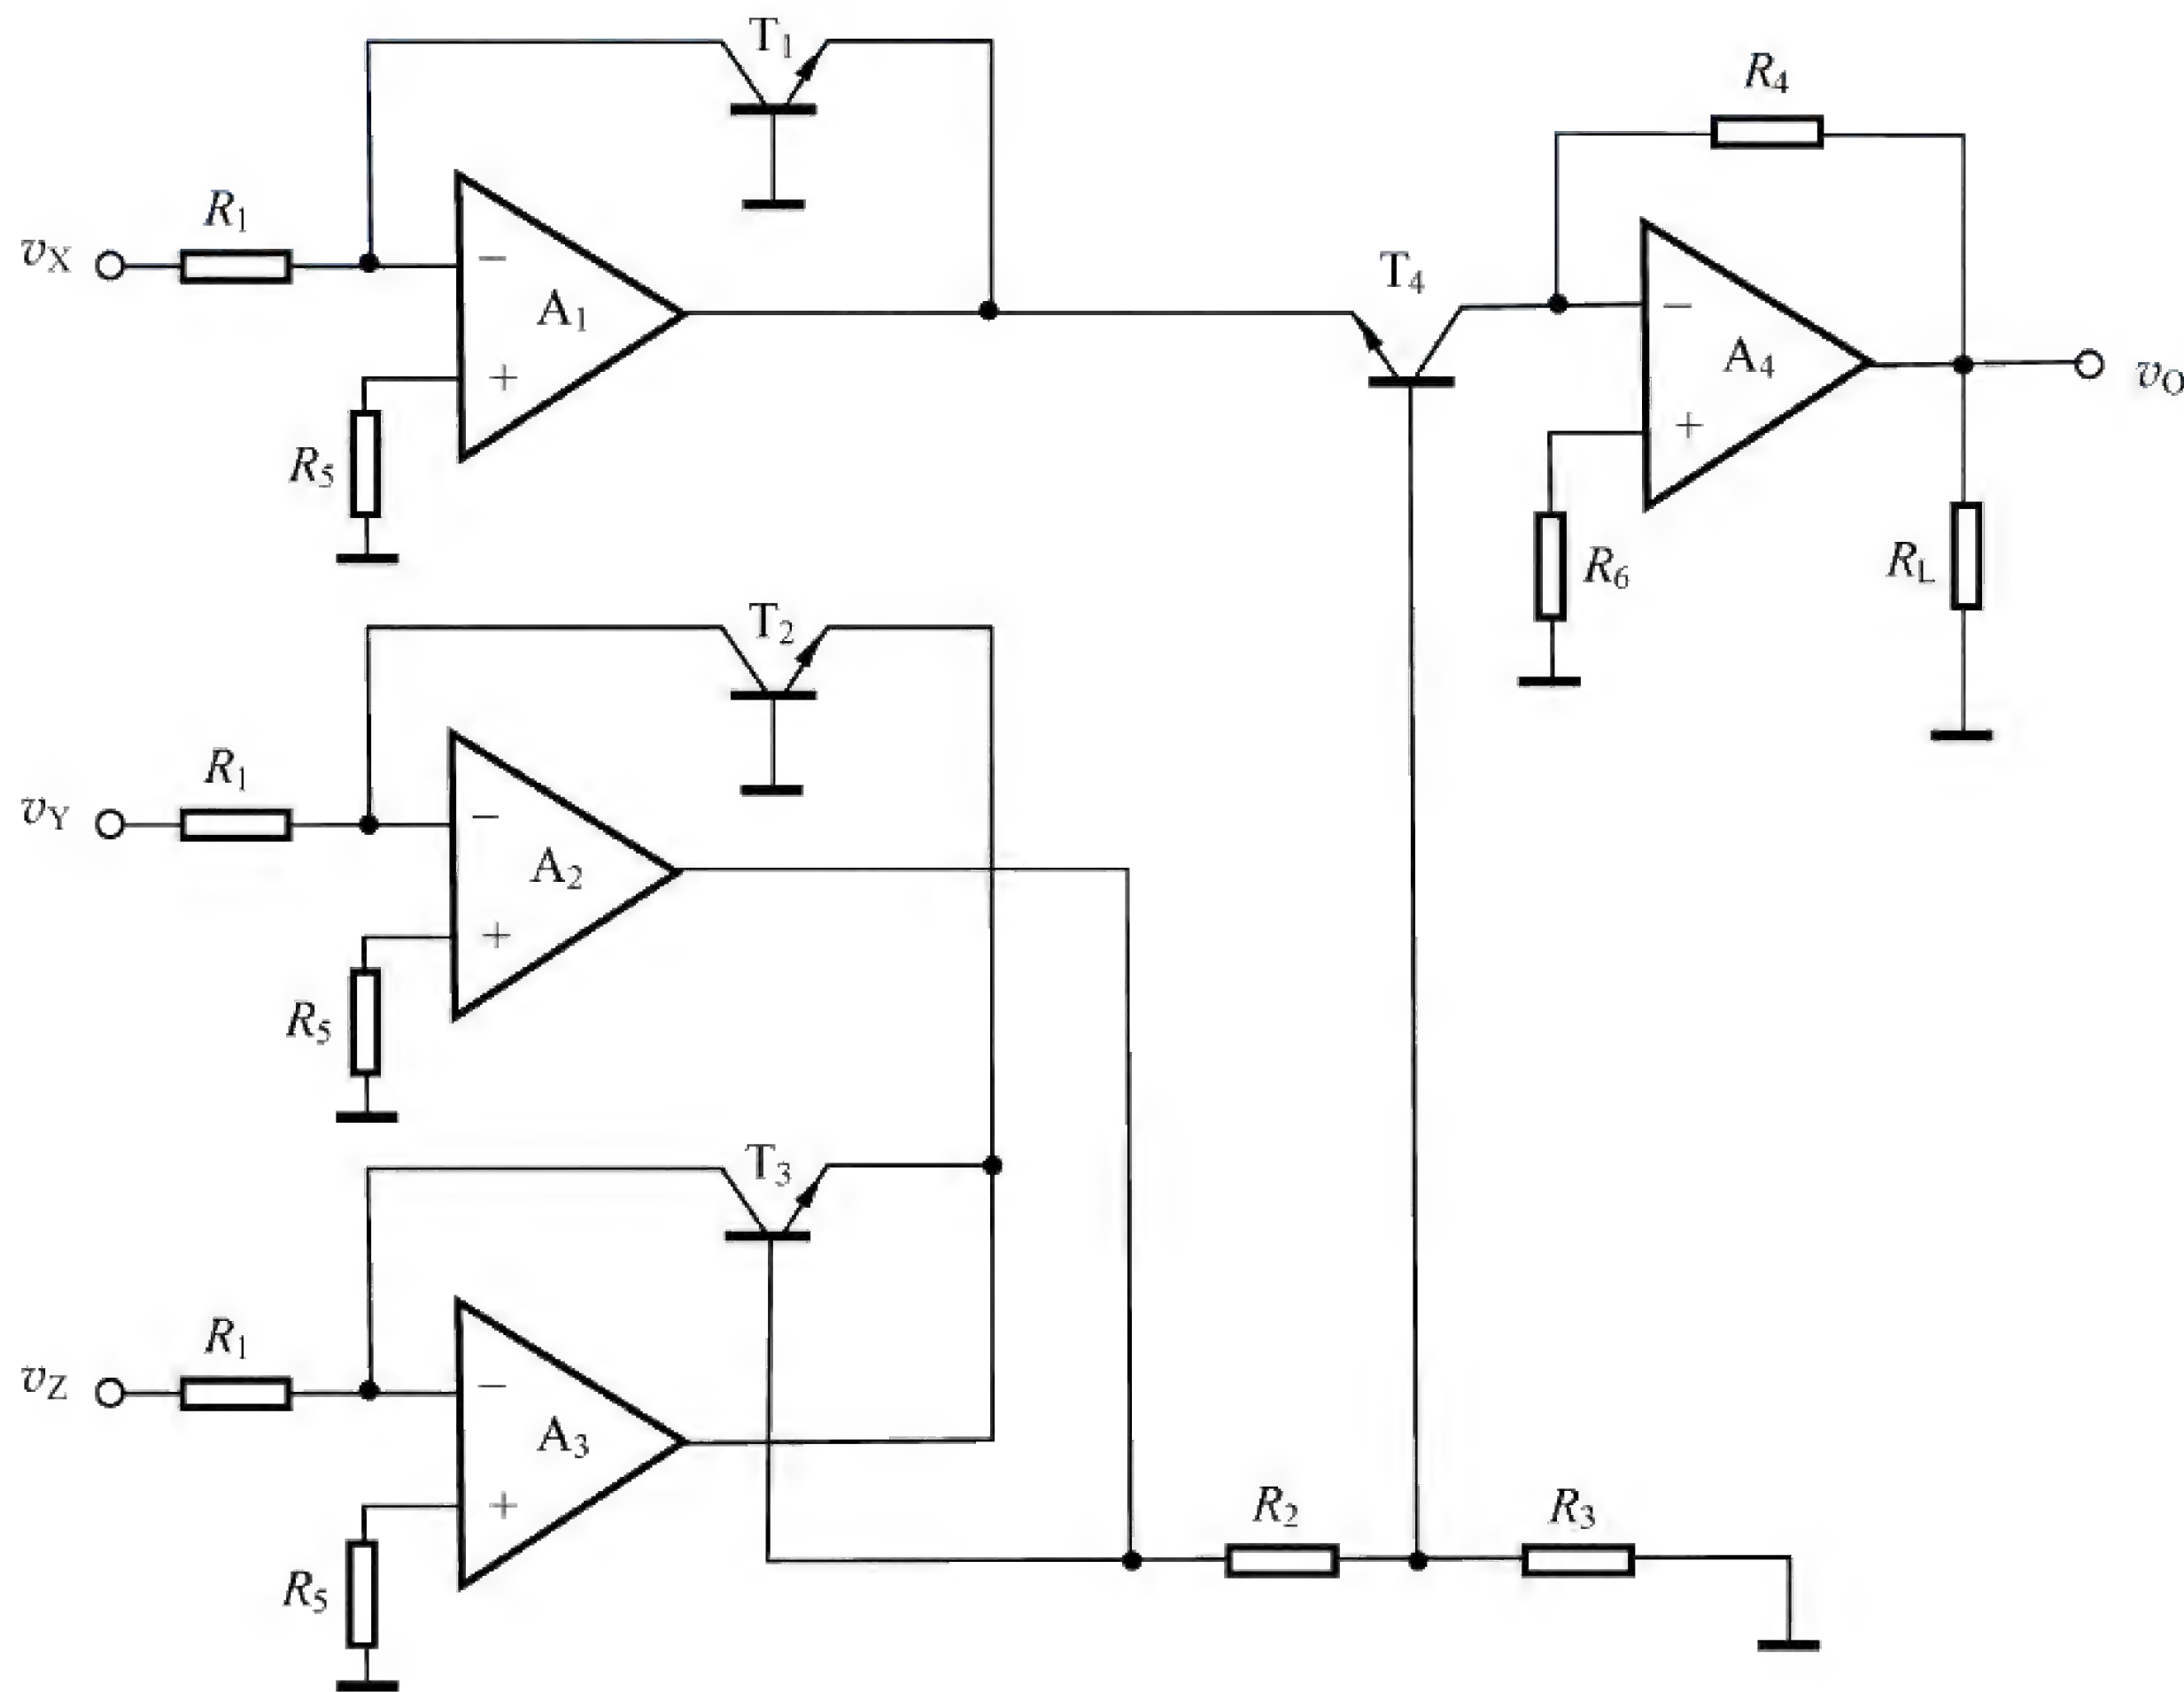 T₁
R₄
R₁
vX
−
A₁
+
R₅
T₄
−
A₄
+
vO
R₆
R_L
T₂
R₁
vY
−
A₂
+
R₅
T₃
R₁
vZ
−
A₃
+
R₅
R₂
R₃